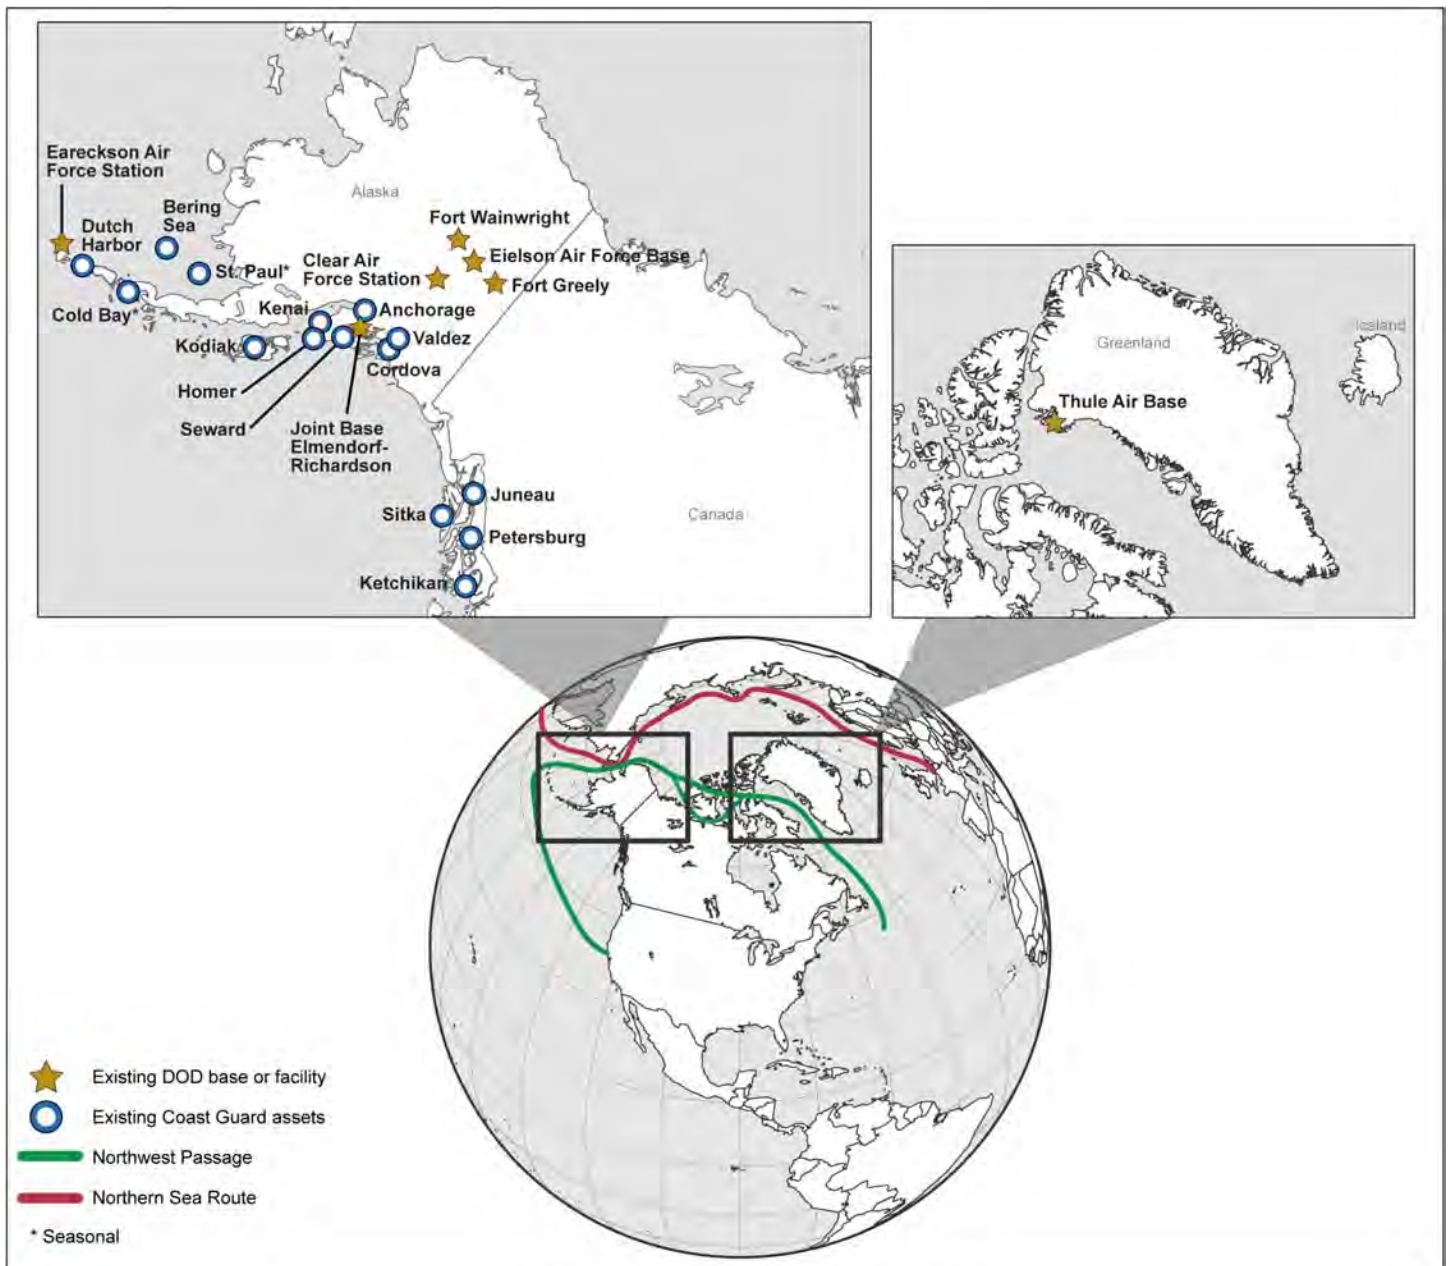 Alaska
Eareckson Air
Force Station
Bering
Sea
Dutch
Harbor
St. Paul*
Cold Bay*
Fort Wainwright
Eielson Air Force Base
Clear Air
Force Station
Fort Greely
Kenai
Anchorage
Kodiak
Valdez
Cordova
Homer
Seward
Joint Base
Elmendorf-
Richardson
Juneau
Sitka
Petersburg
Ketchikan
Canada
Iceland
Greenland
Thule Air Base
Existing DOD base or facility
Existing Coast Guard assets
Northwest Passage
Northern Sea Route
* Seasonal